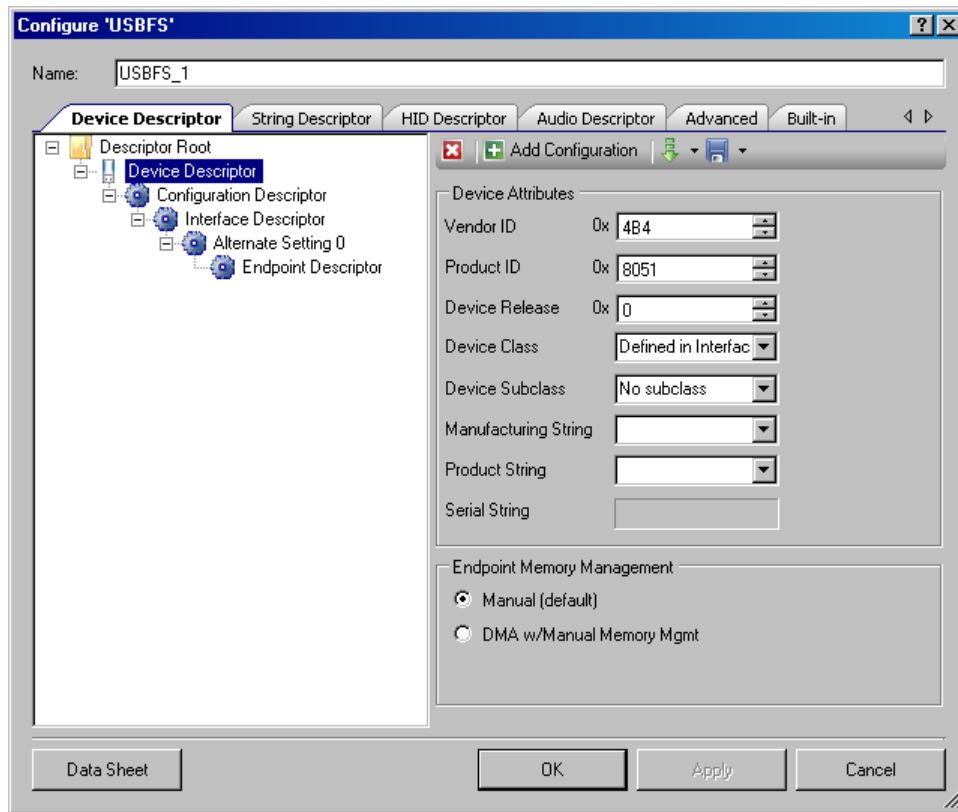 Configure 'USBFS'
Name: USBFS_1
Device Descriptor String Descriptor HID Descriptor Audio Descriptor Advanced Built-in
Descriptor Root
Device Descriptor
Configuration Descriptor
Interface Descriptor
Alternate Setting 0
Endpoint Descriptor
Add Configuration
Device Attributes
Vendor ID 0x 4B4
Product ID 0x 8051
Device Release 0x 0
Device Class Defined in Interfac
Device Subclass No subclass
Manufacturing String
Product String
Serial String
Endpoint Memory Management
Manual (default)
DMA w/Manual Memory Mgmt
Data Sheet OK Apply Cancel